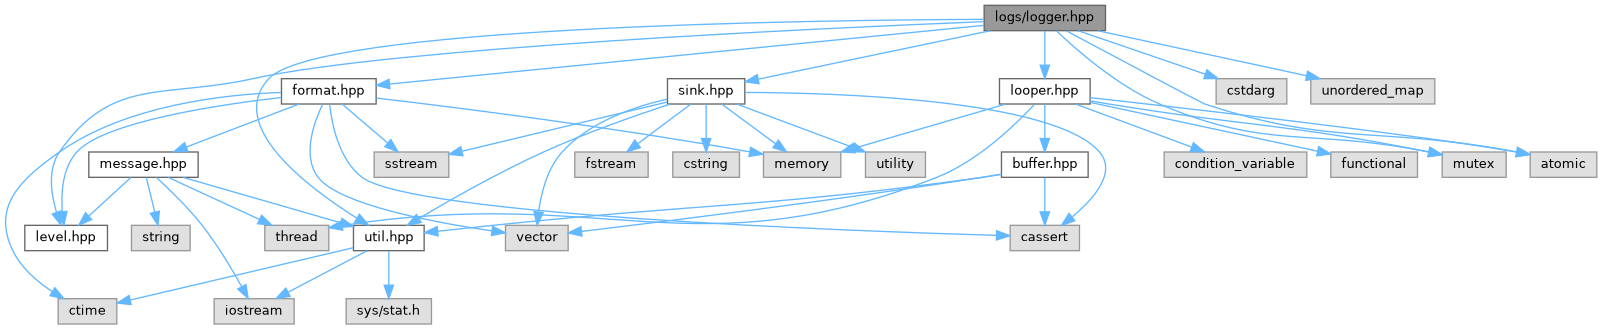 logs/logger.hpp
format.hpp
sink.hpp
looper.hpp
cstdarg
unordered_map
message.hpp
sstream
fstream
cstring
memory
utility
buffer.hpp
condition_variable
functional
mutex
atomic
level.hpp
string
thread
util.hpp
vector
cassert
ctime
iostream
sys/stat.h